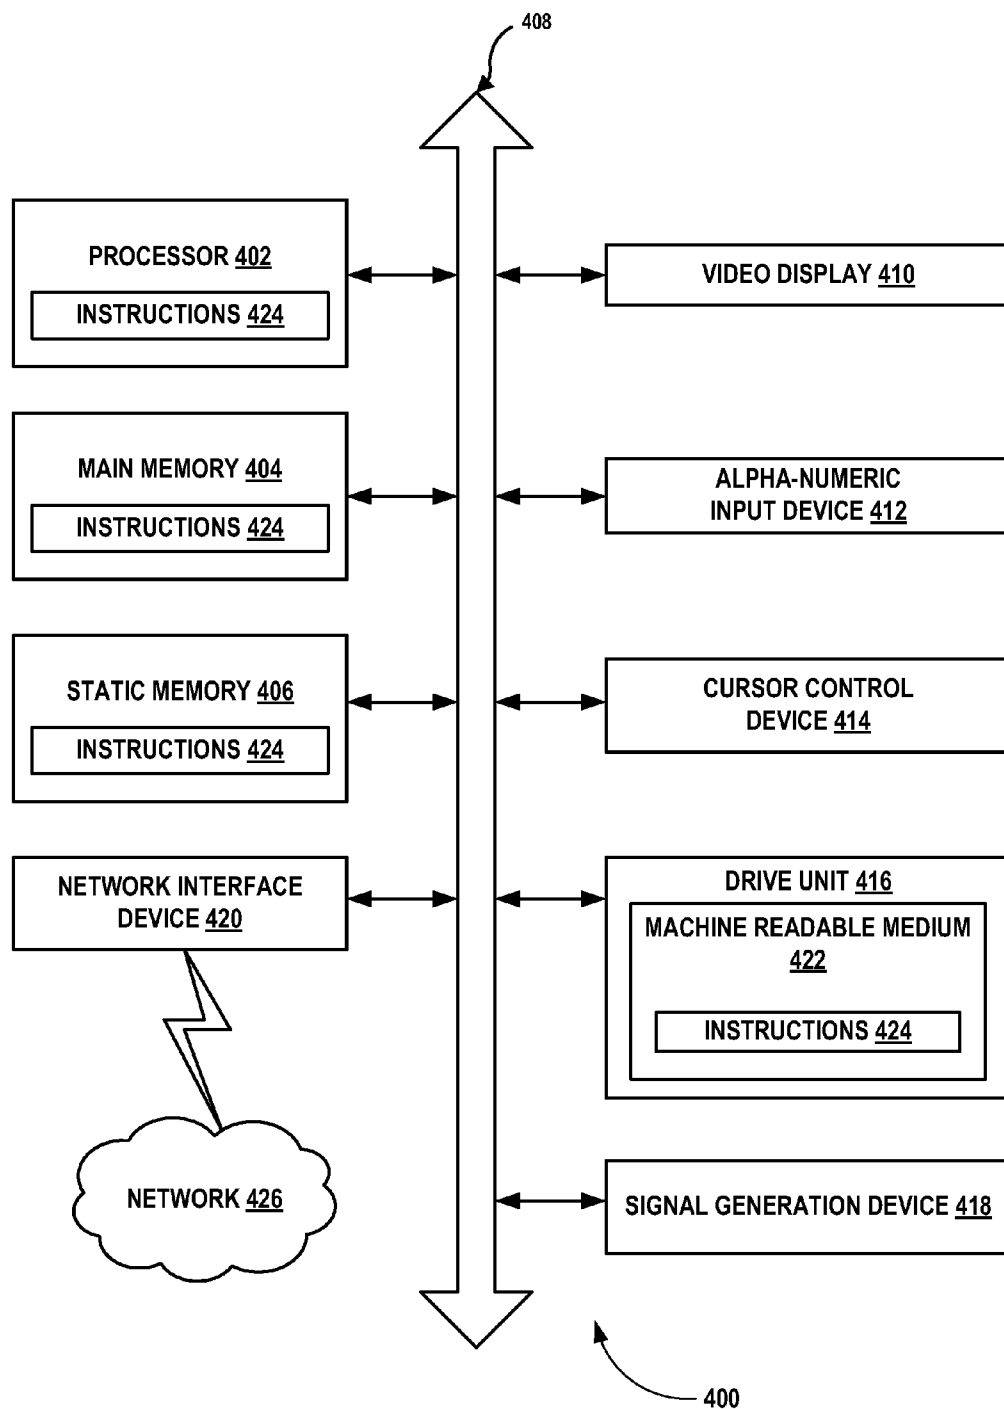 408
PROCESSOR 402
INSTRUCTIONS 424
MAIN MEMORY 404
INSTRUCTIONS 424
STATIC MEMORY 406
INSTRUCTIONS 424
NETWORK INTERFACE
DEVICE 420
NETWORK 426
VIDEO DISPLAY 410
ALPHA-NUMERIC
INPUT DEVICE 412
CURSOR CONTROL
DEVICE 414
DRIVE UNIT 416
MACHINE READABLE MEDIUM
422
INSTRUCTIONS 424
SIGNAL GENERATION DEVICE 418
400